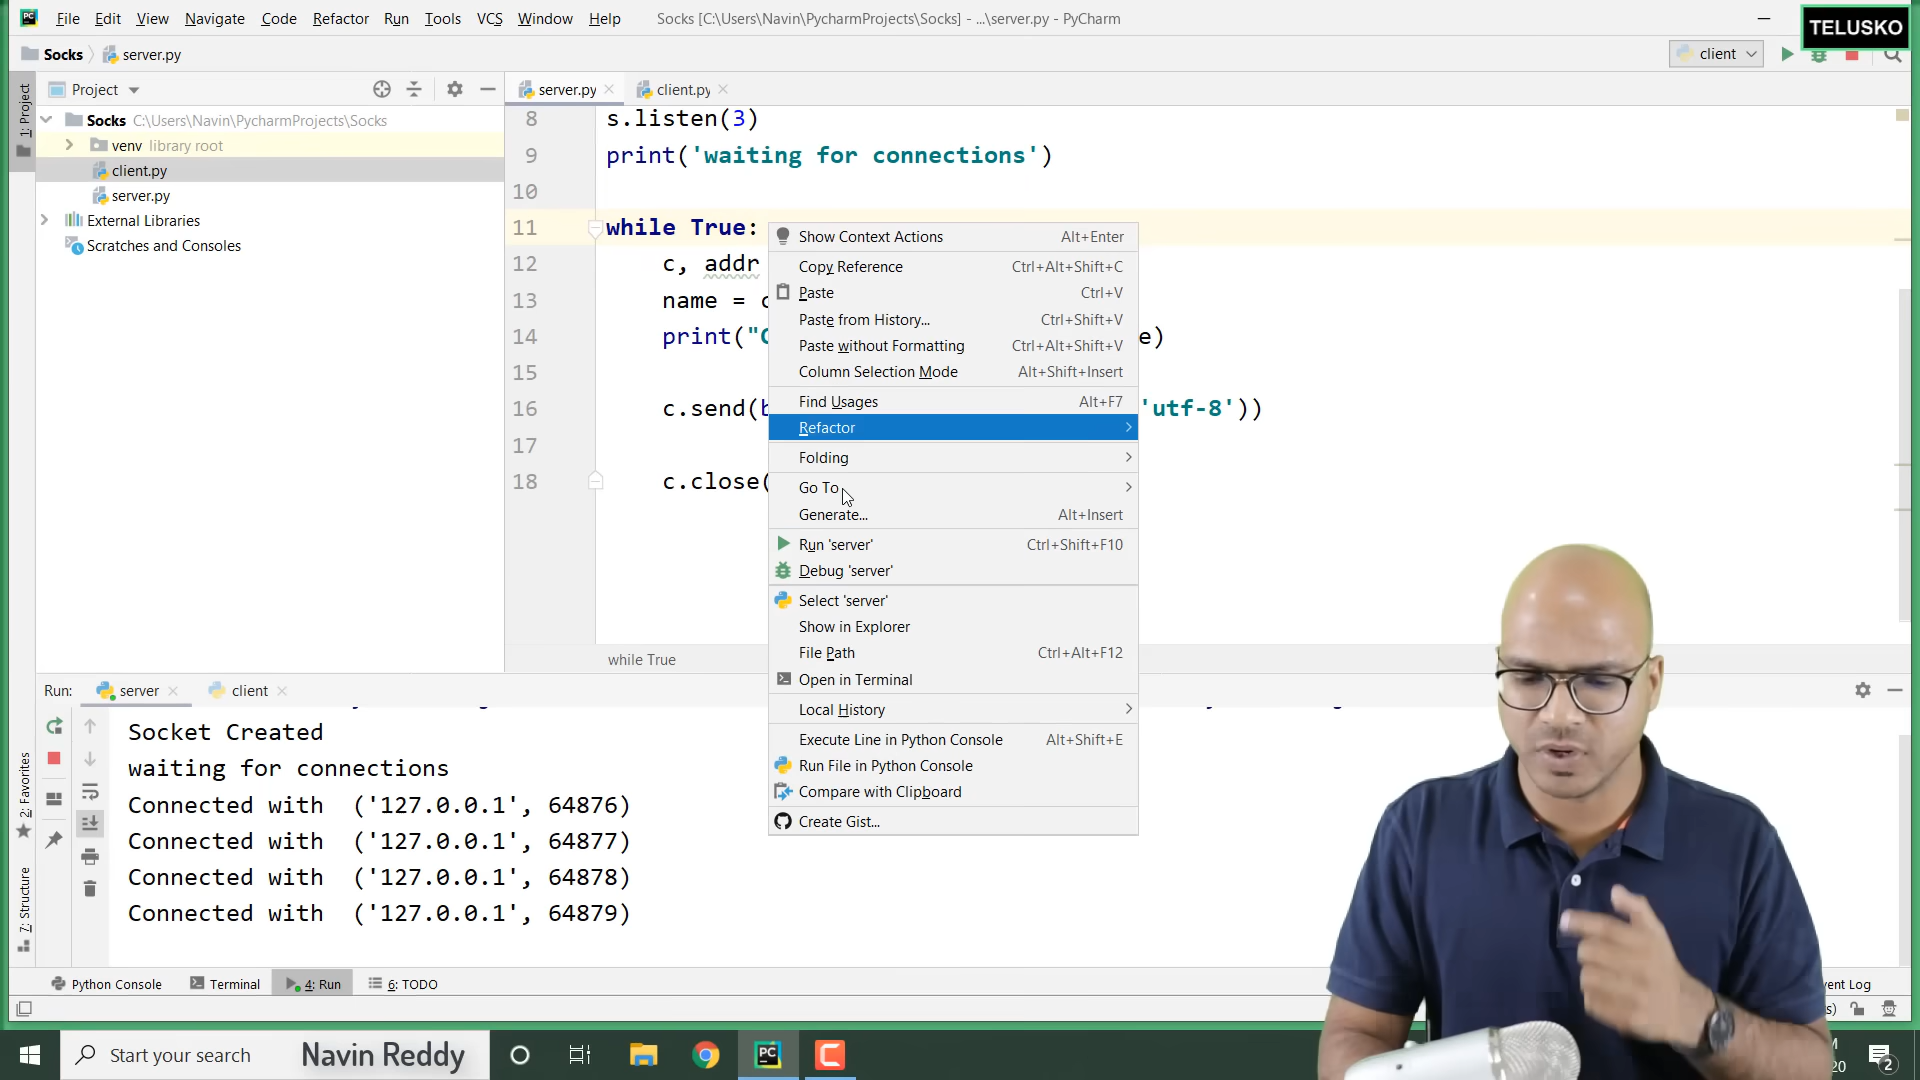 File Edit View Navigate Code Refactor Run Tools VCS Window Help Socks [C:\Users\Navin\PycharmProjects\Socks] - ...\server.py - PyCharm
TELUSKO
Socks server.py
client
Project
server.py
client.py
1: Project
Socks C:\Users\Navin\PycharmProjects\Socks
venv library root
client.py
server.py
External Libraries
Scratches and Consoles
8 s.listen(3)
9 print('waiting for connections')
10
11 while True:
12 c, addr
13 name = c
14 print("C e)
15
16 c.send(b 'utf-8'))
17
18 c.close(
while True
Show Context Actions Alt+Enter
Copy Reference Ctrl+Alt+Shift+C
Paste Ctrl+V
Paste from History... Ctrl+Shift+V
Paste without Formatting Ctrl+Alt+Shift+V
Column Selection Mode Alt+Shift+Insert
Find Usages Alt+F7
Refactor
Folding
Go To
Generate... Alt+Insert
Run 'server' Ctrl+Shift+F10
Debug 'server'
Select 'server'
Show in Explorer
File Path Ctrl+Alt+F12
Open in Terminal
Local History
Execute Line in Python Console Alt+Shift+E
Run File in Python Console
Compare with Clipboard
Create Gist...
Run: server client
Socket Created
waiting for connections
Connected with ('127.0.0.1', 64876)
Connected with ('127.0.0.1', 64877)
Connected with ('127.0.0.1', 64878)
Connected with ('127.0.0.1', 64879)
2: Favorites
7: Structure
Python Console Terminal 4: Run 6: TODO
vent Log
s)
Start your search
Navin Reddy
PC
M
20
2